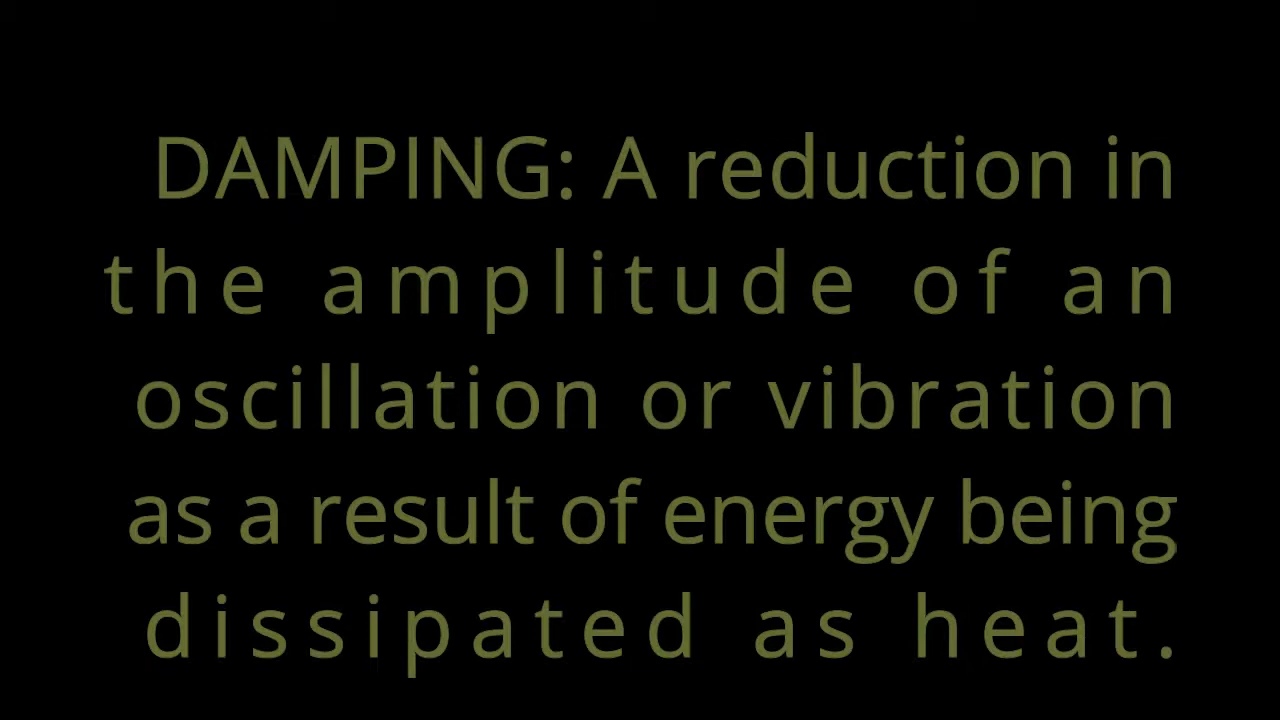 DAMPING: A reduction in
the amplitude of an
oscillation or vibration
as a result of energy being
dissipated as heat.